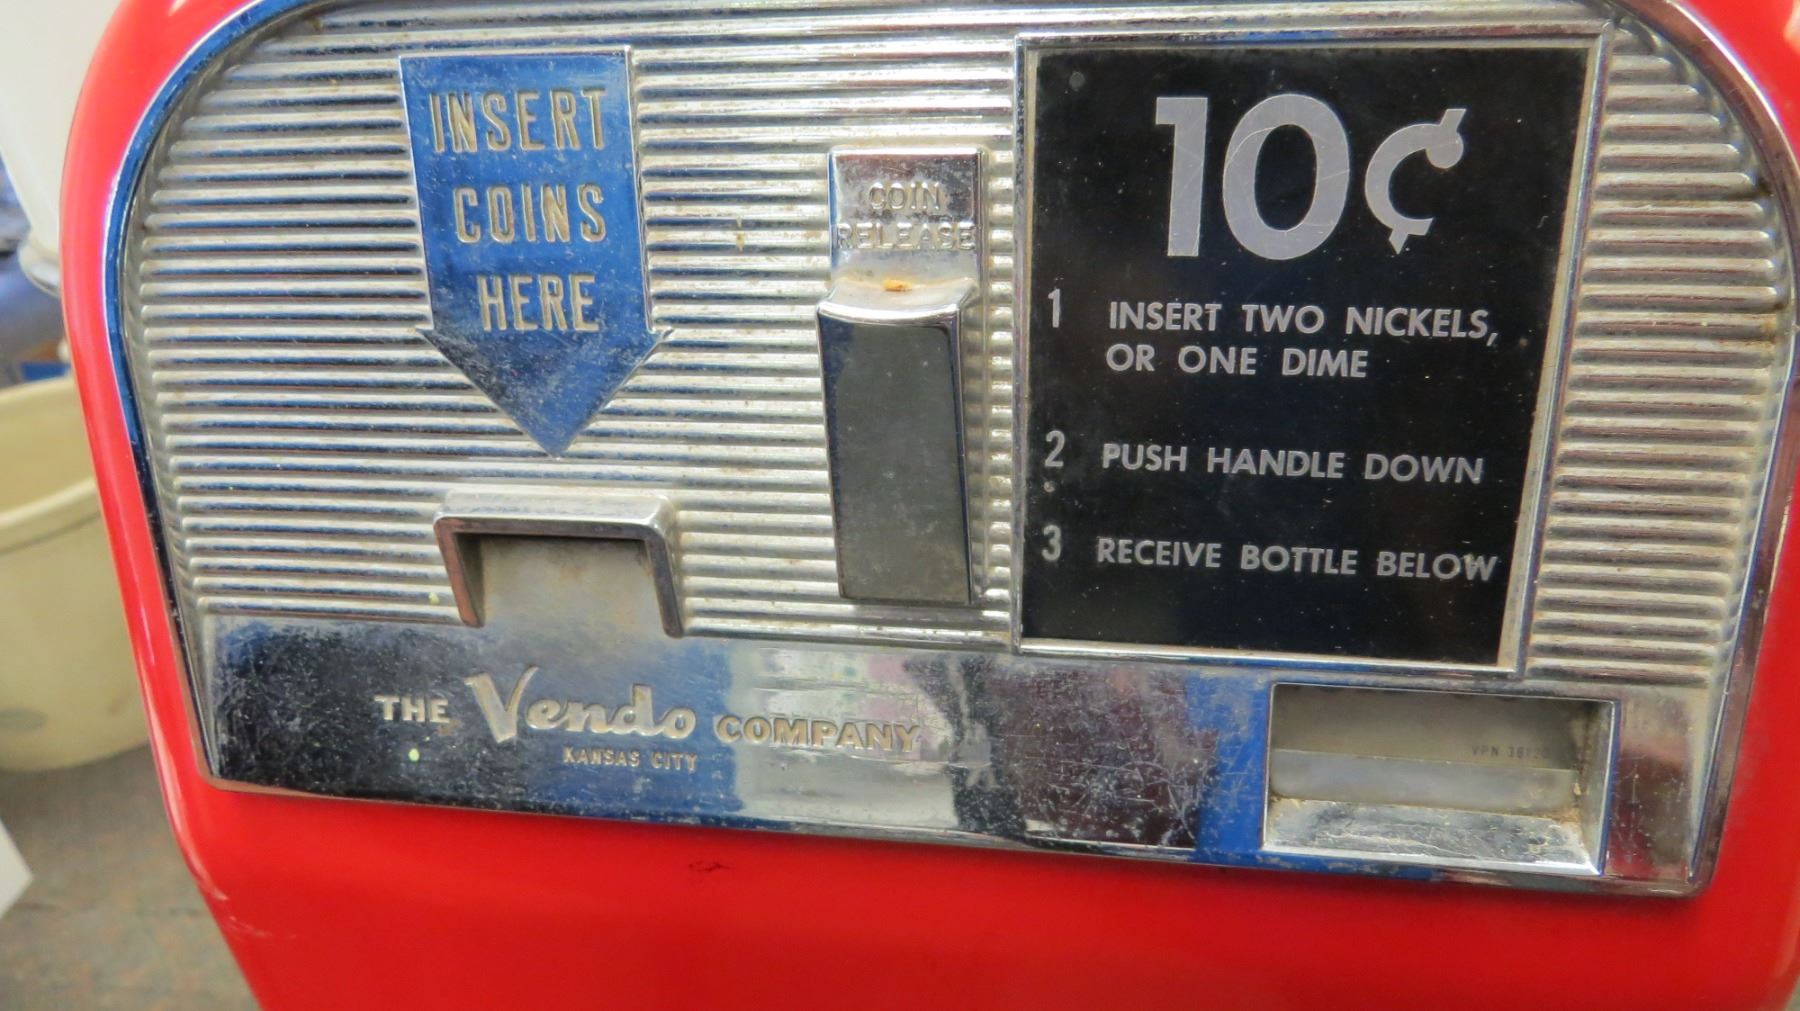 INSERT
COINS
HERE
COIN
RELEASE
10¢
1 INSERT TWO NICKELS,
OR ONE DIME
2 PUSH HANDLE DOWN
3 RECEIVE BOTTLE BELOW
THE Vendo COMPANY
KANSAS CITY
VPN